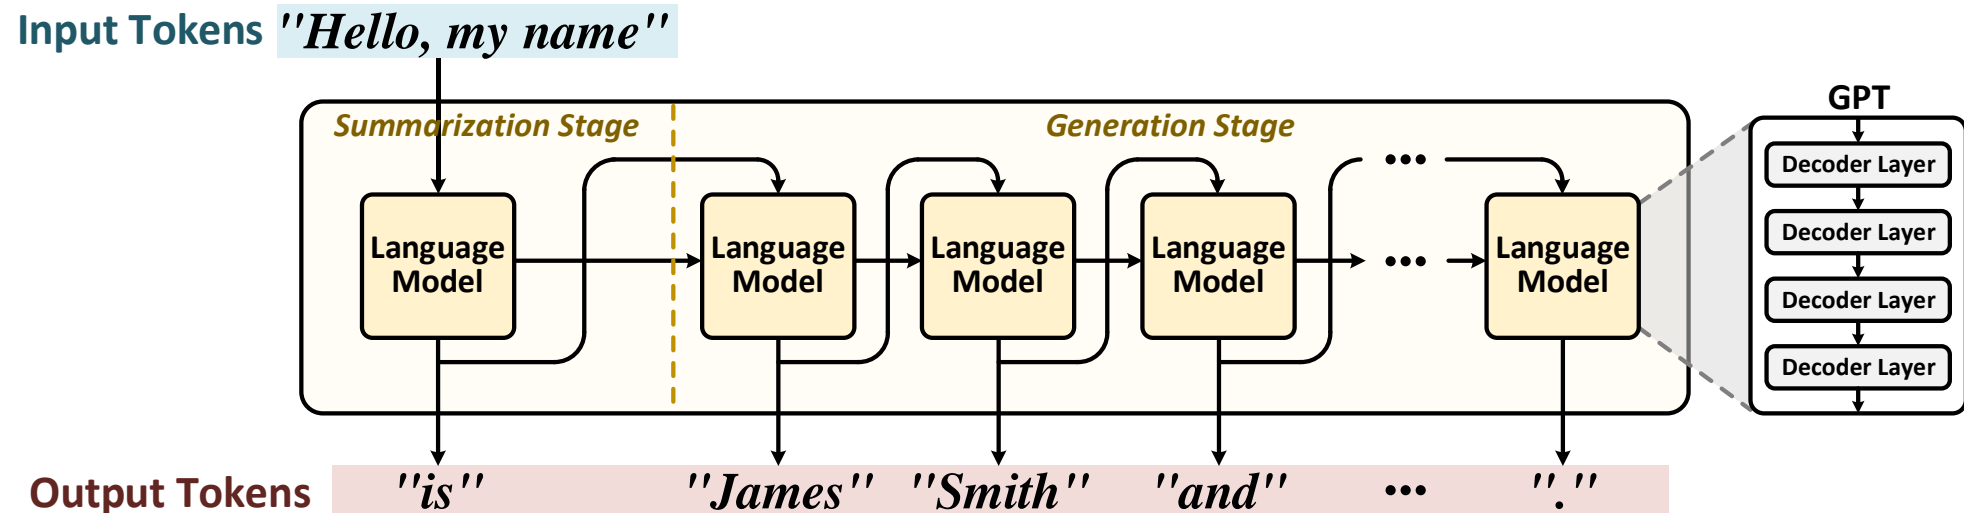 Input Tokens "Hello, my name"
GPT
Summarization Stage
Generation Stage
Language Model
Language Model
Language Model
Language Model
...
...
Language Model
Decoder Layer
Decoder Layer
Decoder Layer
Decoder Layer
Output Tokens "is" "James" "Smith" "and" ... "."